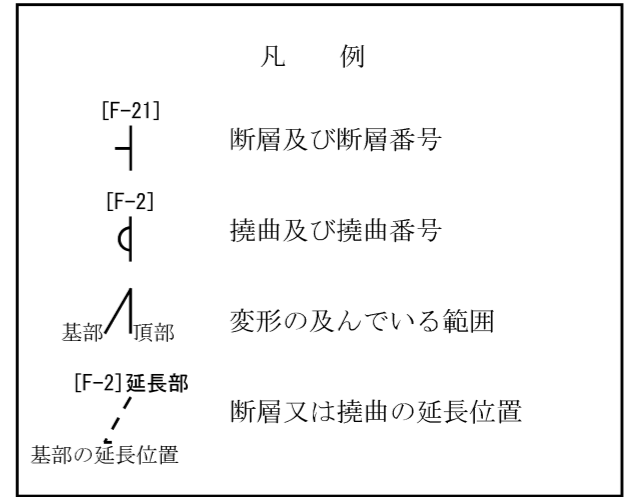 凡　例
[F-21]
断層及び断層番号
[F-2]
撓曲及び撓曲番号
基部 頂部
変形の及んでいる範囲
[F-2]延長部
断層又は撓曲の延長位置
基部の延長位置